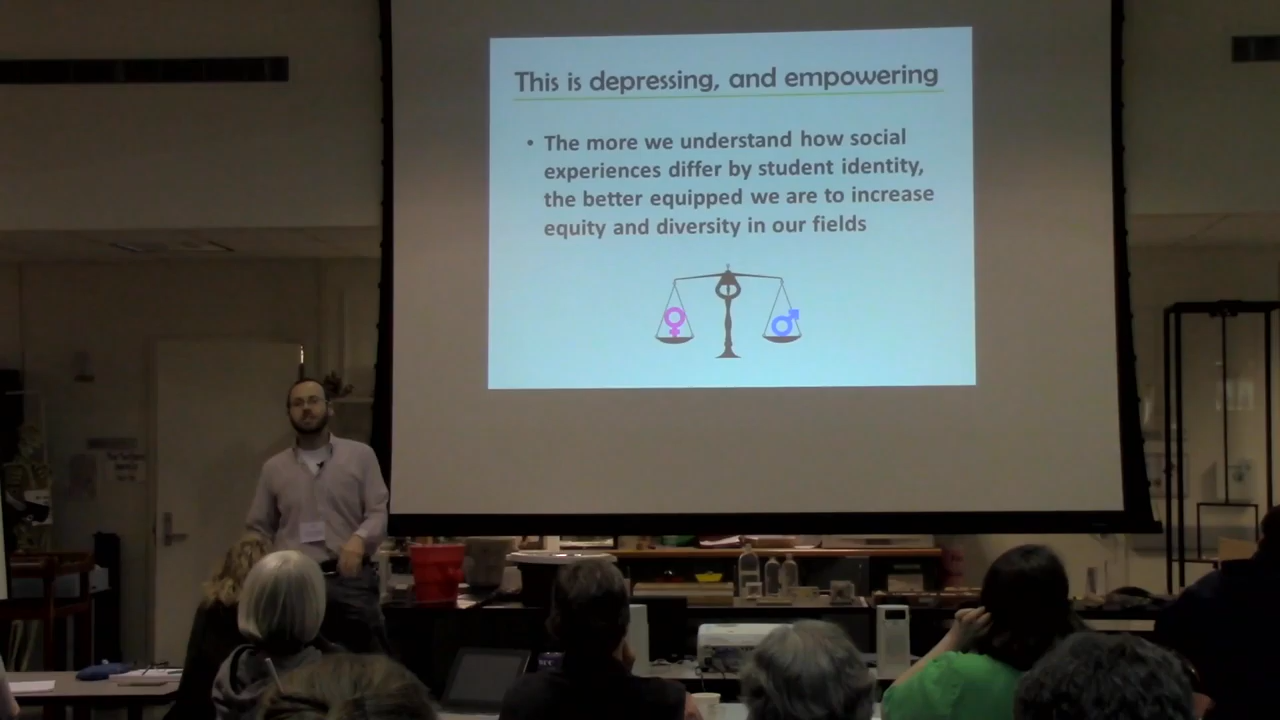 This is depressing, and empowering
• The more we understand how social
experiences differ by student identity,
the better equipped we are to increase
equity and diversity in our fields